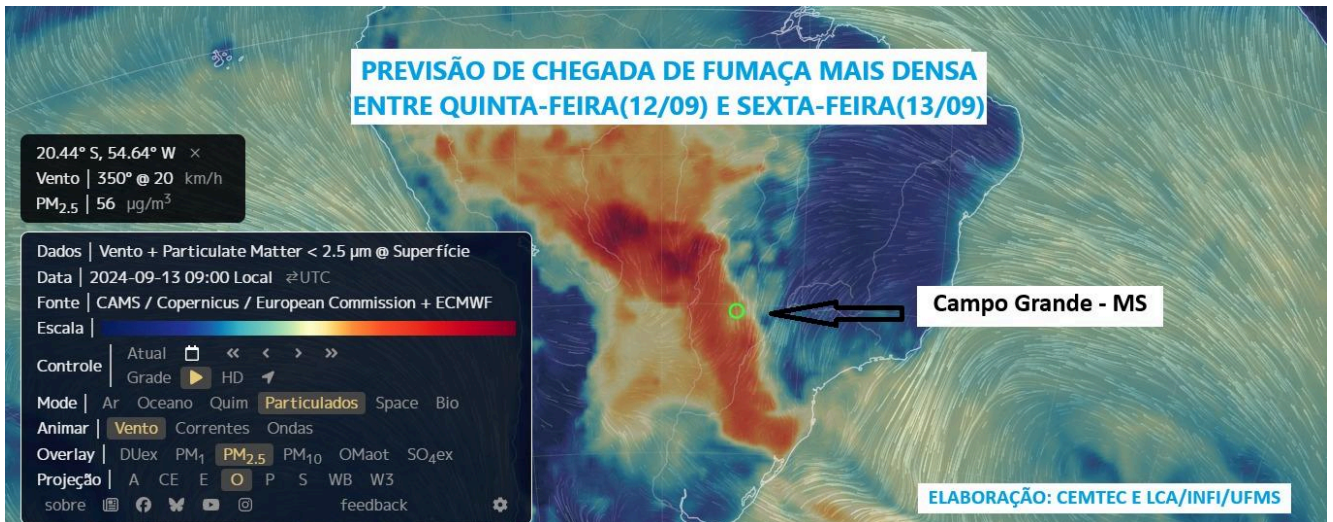 PREVISÃO DE CHEGADA DE FUMAÇA MAIS DENSA
ENTRE QUINTA-FEIRA(12/09) E SEXTA-FEIRA(13/09)
20.44° S, 54.64° W ×
Vento | 350° @ 20 km/h
PM2.5 | 56 µg/m³
Dados | Vento + Particulate Matter < 2.5 µm @ Superfície
Data | 2024-09-13 09:00 Local ⇄UTC
Fonte | CAMS / Copernicus / European Commission + ECMWF
Escala |
Controle | Atual « ‹ › »
Grade HD
Mode | Ar Oceano Quim Particulados Space Bio
Animar | Vento Correntes Ondas
Overlay | DUex PM1 PM2.5 PM10 OMaot SO4ex
Projeção | A CE E O P S WB W3
sobre feedback
Campo Grande - MS
ELABORAÇÃO: CEMTEC E LCA/INFI/UFMS